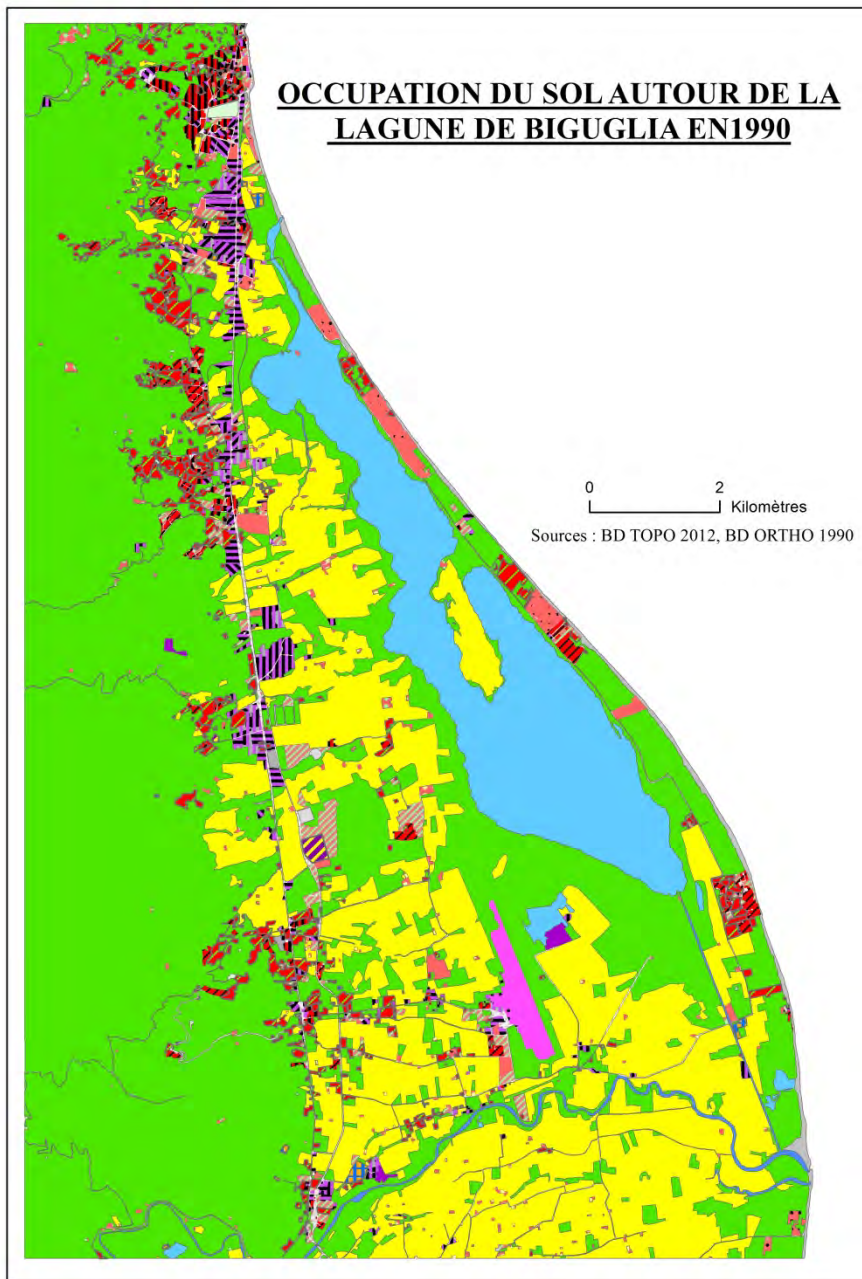 OCCUPATION DU SOL AUTOUR DE LA
LAGUNE DE BIGUGLIA EN1990
0 2
Kilomètres
Sources : BD TOPO 2012, BD ORTHO 1990